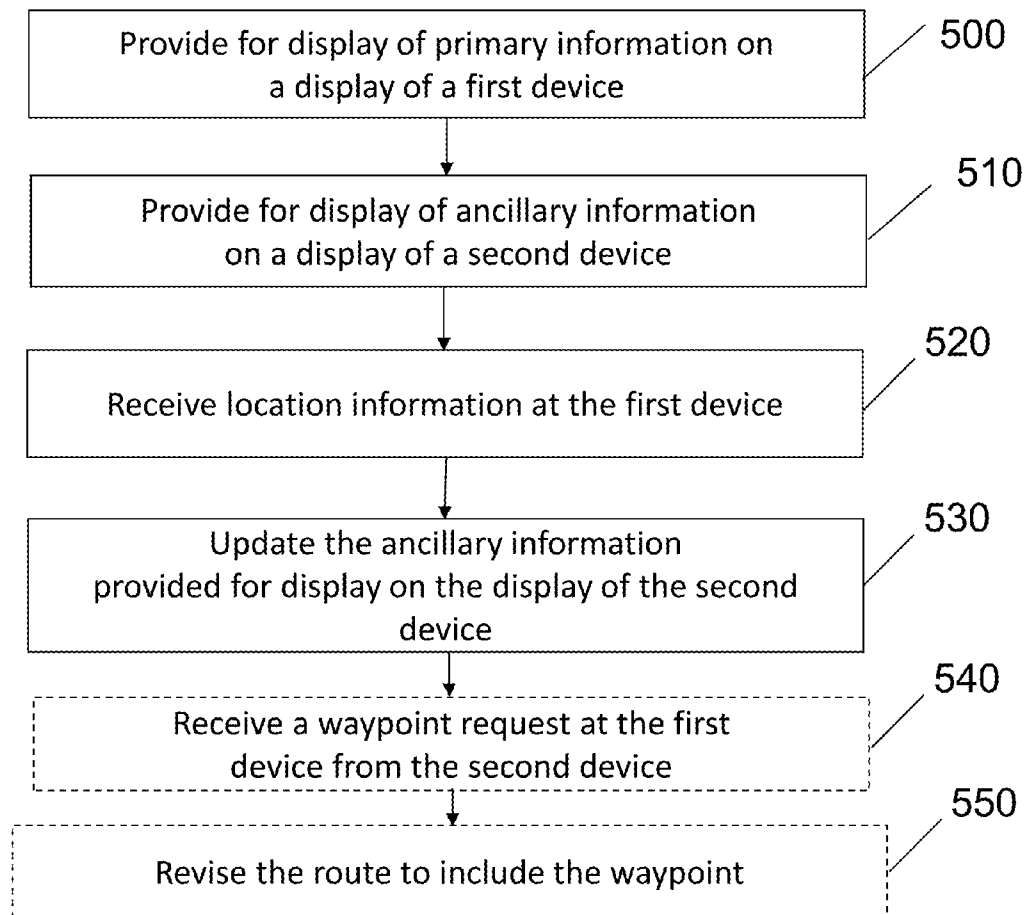 Provide for display of primary information on
a display of a first device
500
Provide for display of ancillary information
on a display of a second device
510
Receive location information at the first device
520
Update the ancillary information
provided for display on the display of the second
device
530
Receive a waypoint request at the first
device from the second device
540
Revise the route to include the waypoint
550